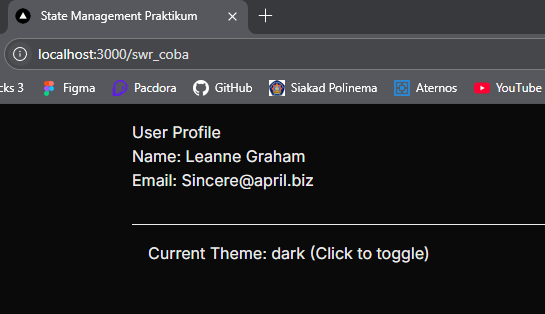 State Management Praktikum
localhost:3000/swr_coba
cks 3 Figma Pacdora GitHub Siakad Polinema Aternos YouTube
User Profile
Name: Leanne Graham
Email: Sincere@april.biz
Current Theme: dark (Click to toggle)